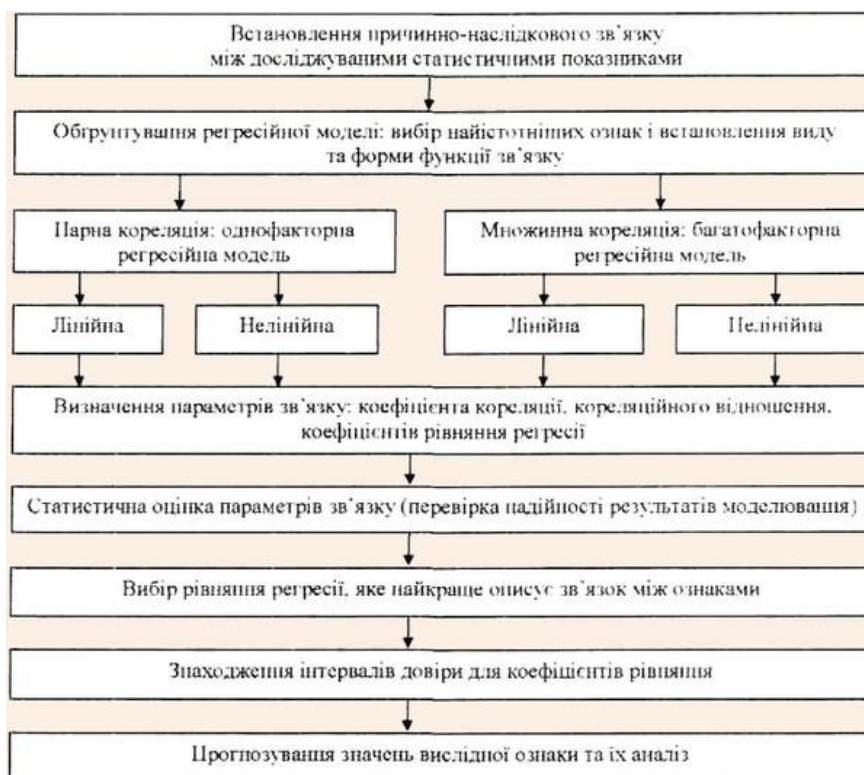 Встановлення причинно-наслідкового зв'язку
між досліджуваними статистичними показниками
Обґрунтування регресійної моделі: вибір найістотніших ознак і встановлення виду
та форми функції зв'язку
Парна кореляція: однофакторна
регресійна модель
Множинна кореляція: багатофакторна
регресійна модель
Лінійна
Нелінійна
Лінійна
Нелінійна
Визначення параметрів зв'язку: коефіцієнта кореляції, кореляційного відношення,
коефіцієнтів рівняння регресії
Статистична оцінка параметрів зв'язку (перевірка надійності результатів моделювання)
Вибір рівняння регресії, яке найкраще описує зв'язок між ознаками
Знаходження інтервалів довіри для коефіцієнтів рівняння
Прогнозування значень вислідної ознаки та їх аналіз